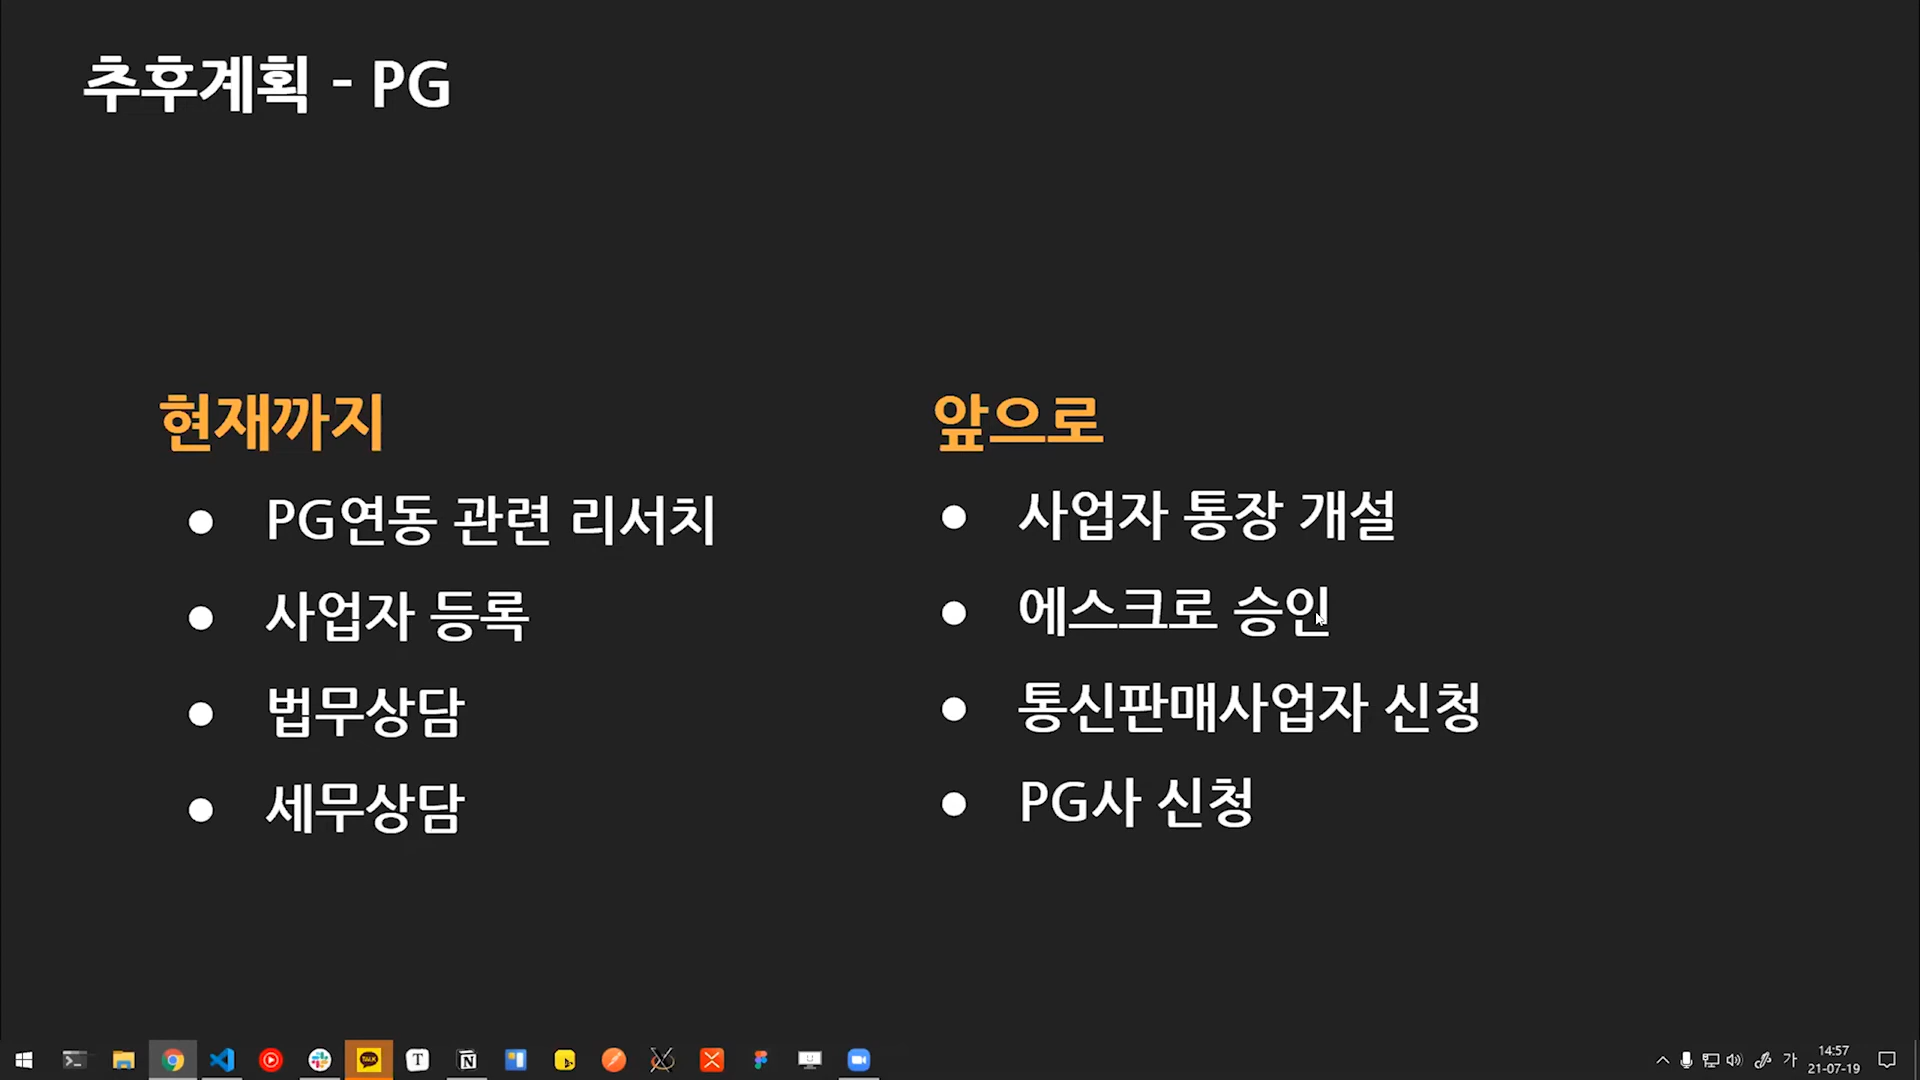 추후계획 - PG
현재까지
PG연동 관련 리서치
사업자 등록
법무상담
세무상담
앞으로
사업자 통장 개설
에스크로 승인
통신판매사업자 신청
PG사 신청
TALK
T
N
가
14:57
21-07-19